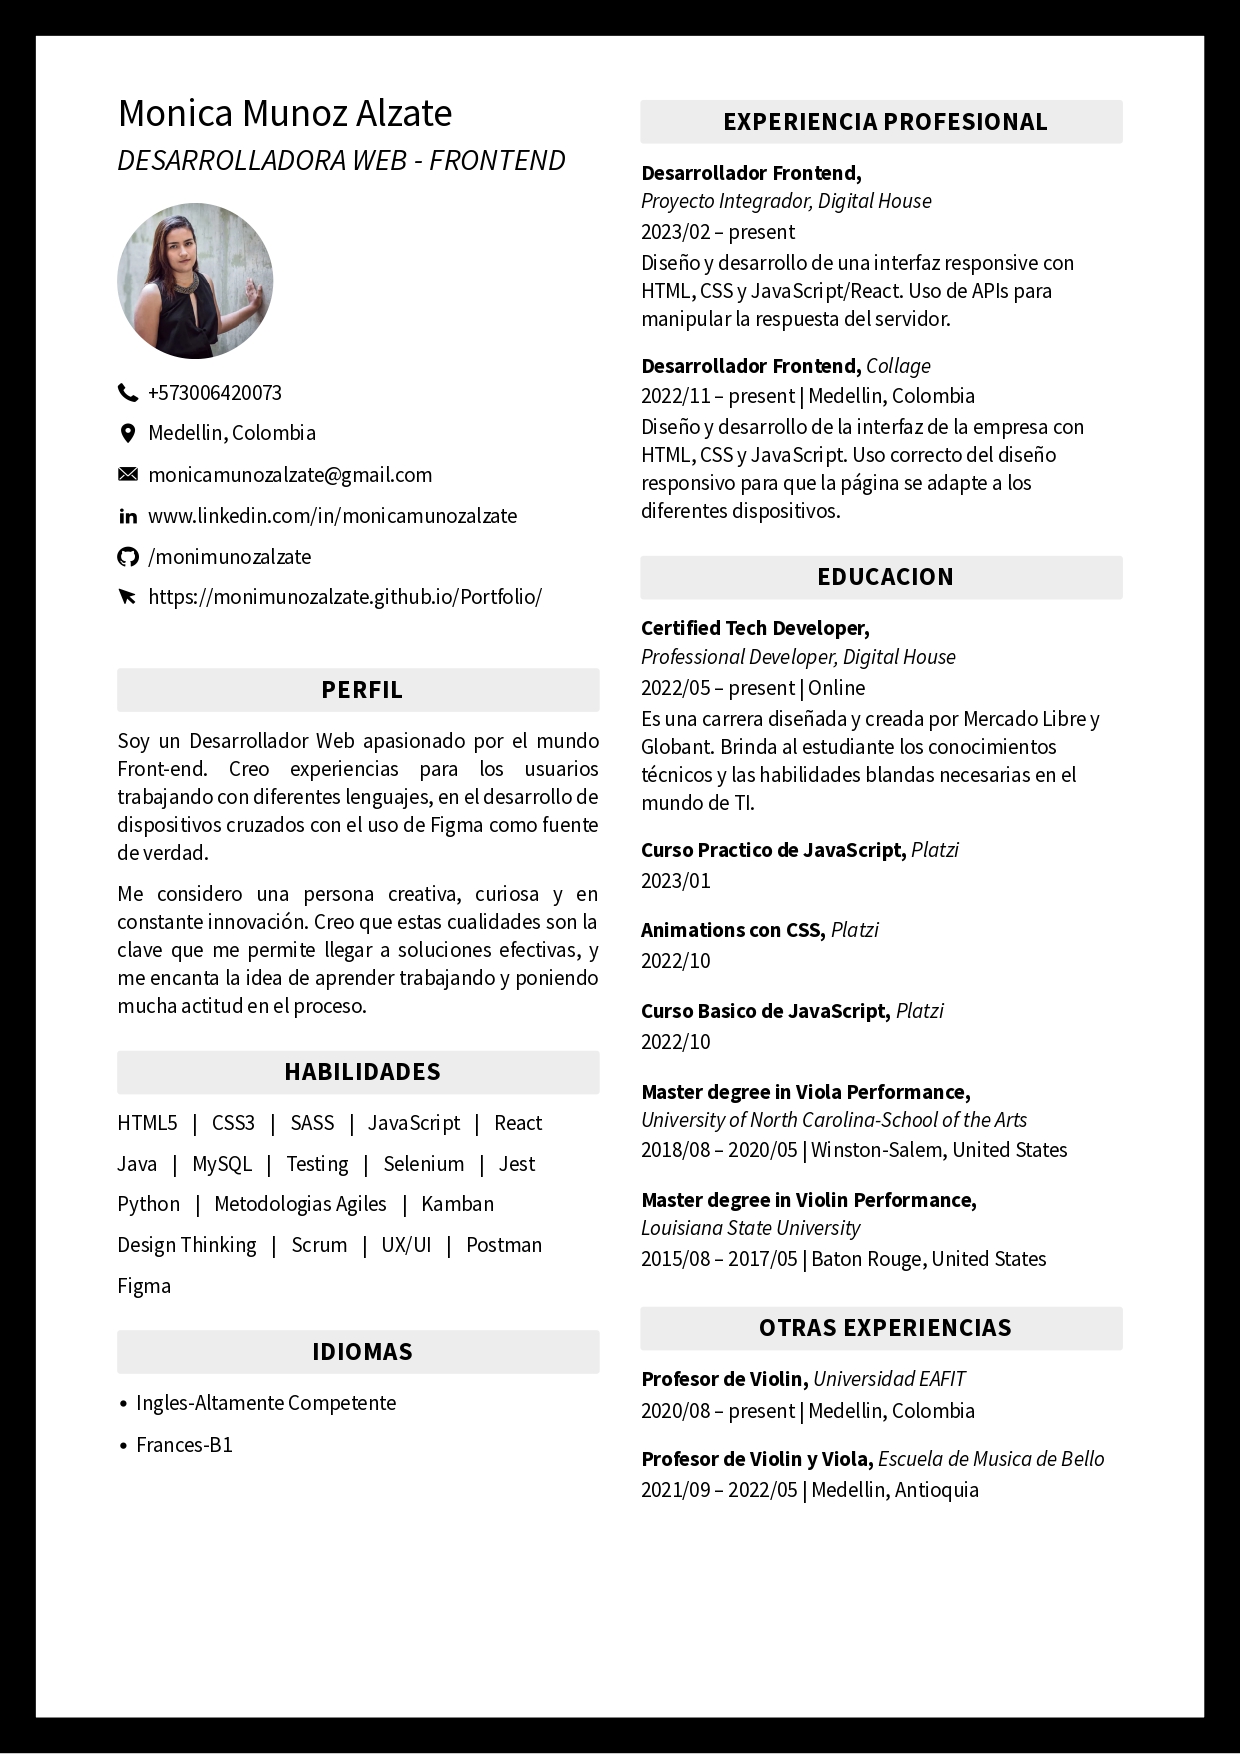 Monica Munoz Alzate
DESARROLLADORA WEB - FRONTEND
+573006420073
Medellin, Colombia
monicamunozalzate@gmail.com
www.linkedin.com/in/monicamunozalzate
/monimunozalzate
https://monimunozalzate.github.io/Portfolio/
PERFIL
Soy un Desarrollador Web apasionado por el mundo
Front-end. Creo experiencias para los usuarios
trabajando con diferentes lenguajes, en el desarrollo de
dispositivos cruzados con el uso de Figma como fuente
de verdad.
Me considero una persona creativa, curiosa y en
constante innovación. Creo que estas cualidades son la
clave que me permite llegar a soluciones efectivas, y
me encanta la idea de aprender trabajando y poniendo
mucha actitud en el proceso.
HABILIDADES
HTML5 | CSS3 | SASS | JavaScript | React
Java | MySQL | Testing | Selenium | Jest
Python | Metodologias Agiles | Kamban
Design Thinking | Scrum | UX/UI | Postman
Figma
IDIOMAS
• Ingles-Altamente Competente
• Frances-B1
EXPERIENCIA PROFESIONAL
Desarrollador Frontend,
Proyecto Integrador, Digital House
2023/02 – present
Diseño y desarrollo de una interfaz responsive con
HTML, CSS y JavaScript/React. Uso de APIs para
manipular la respuesta del servidor.
Desarrollador Frontend, Collage
2022/11 – present | Medellin, Colombia
Diseño y desarrollo de la interfaz de la empresa con
HTML, CSS y JavaScript. Uso correcto del diseño
responsivo para que la página se adapte a los
diferentes dispositivos.
EDUCACION
Certified Tech Developer,
Professional Developer, Digital House
2022/05 – present | Online
Es una carrera diseñada y creada por Mercado Libre y
Globant. Brinda al estudiante los conocimientos
técnicos y las habilidades blandas necesarias en el
mundo de TI.
Curso Practico de JavaScript, Platzi
2023/01
Animations con CSS, Platzi
2022/10
Curso Basico de JavaScript, Platzi
2022/10
Master degree in Viola Performance,
University of North Carolina-School of the Arts
2018/08 – 2020/05 | Winston-Salem, United States
Master degree in Violin Performance,
Louisiana State University
2015/08 – 2017/05 | Baton Rouge, United States
OTRAS EXPERIENCIAS
Profesor de Violin, Universidad EAFIT
2020/08 – present | Medellin, Colombia
Profesor de Violin y Viola, Escuela de Musica de Bello
2021/09 – 2022/05 | Medellin, Antioquia